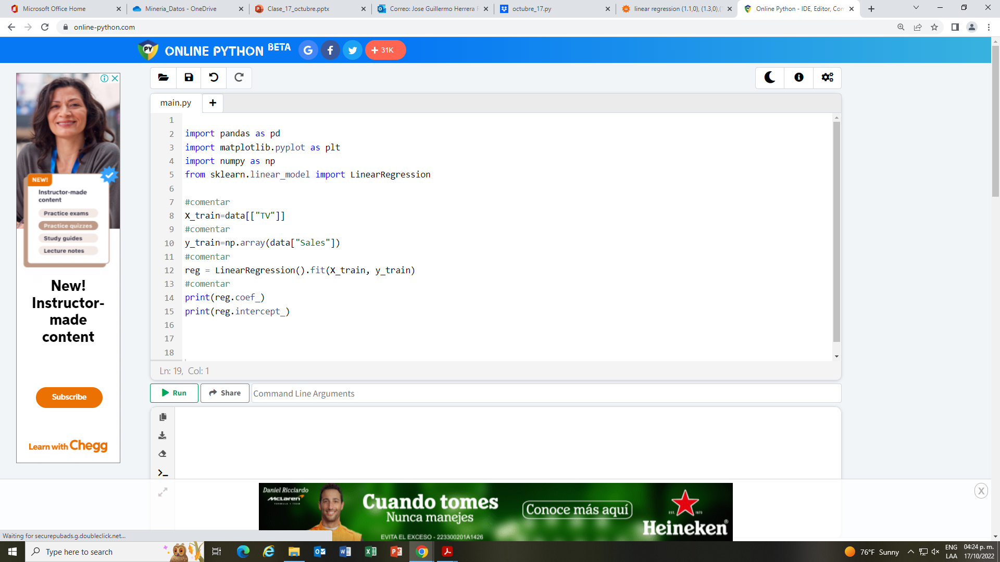 Microsoft Office Home
Mineria_Datos - OneDrive
Clase_17_octubre.pptx
Correo: Jose Guillermo Herrera
octubre_17.py
linear regression (1.1,0), (1.3,0),
Online Python - IDE, Editor, Com
online-python.com
PY ONLINE PYTHON BETA
G f + 31K
main.py +
1
2 import pandas as pd
3 import matplotlib.pyplot as plt
4 import numpy as np
5 from sklearn.linear_model import LinearRegression
6
7 #comentar
8 X_train=data[["TV"]]
9 #comentar
10 y_train=np.array(data["Sales"])
11 #comentar
12 reg = LinearRegression().fit(X_train, y_train)
13 #comentar
14 print(reg.coef_)
15 print(reg.intercept_)
16
17
18
Ln: 19, Col: 1
Run Share Command Line Arguments
NEW!
Instructor-made
content
Practice exams
Practice quizzes
Study guides
Lecture notes
New!
Instructor-
made
content
Subscribe
Learn with Chegg
Daniel Ricciardo
McLaren
FORMULA 1 TEAM
Cuando tomes
Nunca manejes
EVITA EL EXCESO - 223300201A1426
Conoce más aquí
EST. 1873
Heineken®
X
Waiting for securepubads.g.doubleclick.net...
Type here to search
76°F Sunny
ENG
LAA
04:24 p. m.
17/10/2022